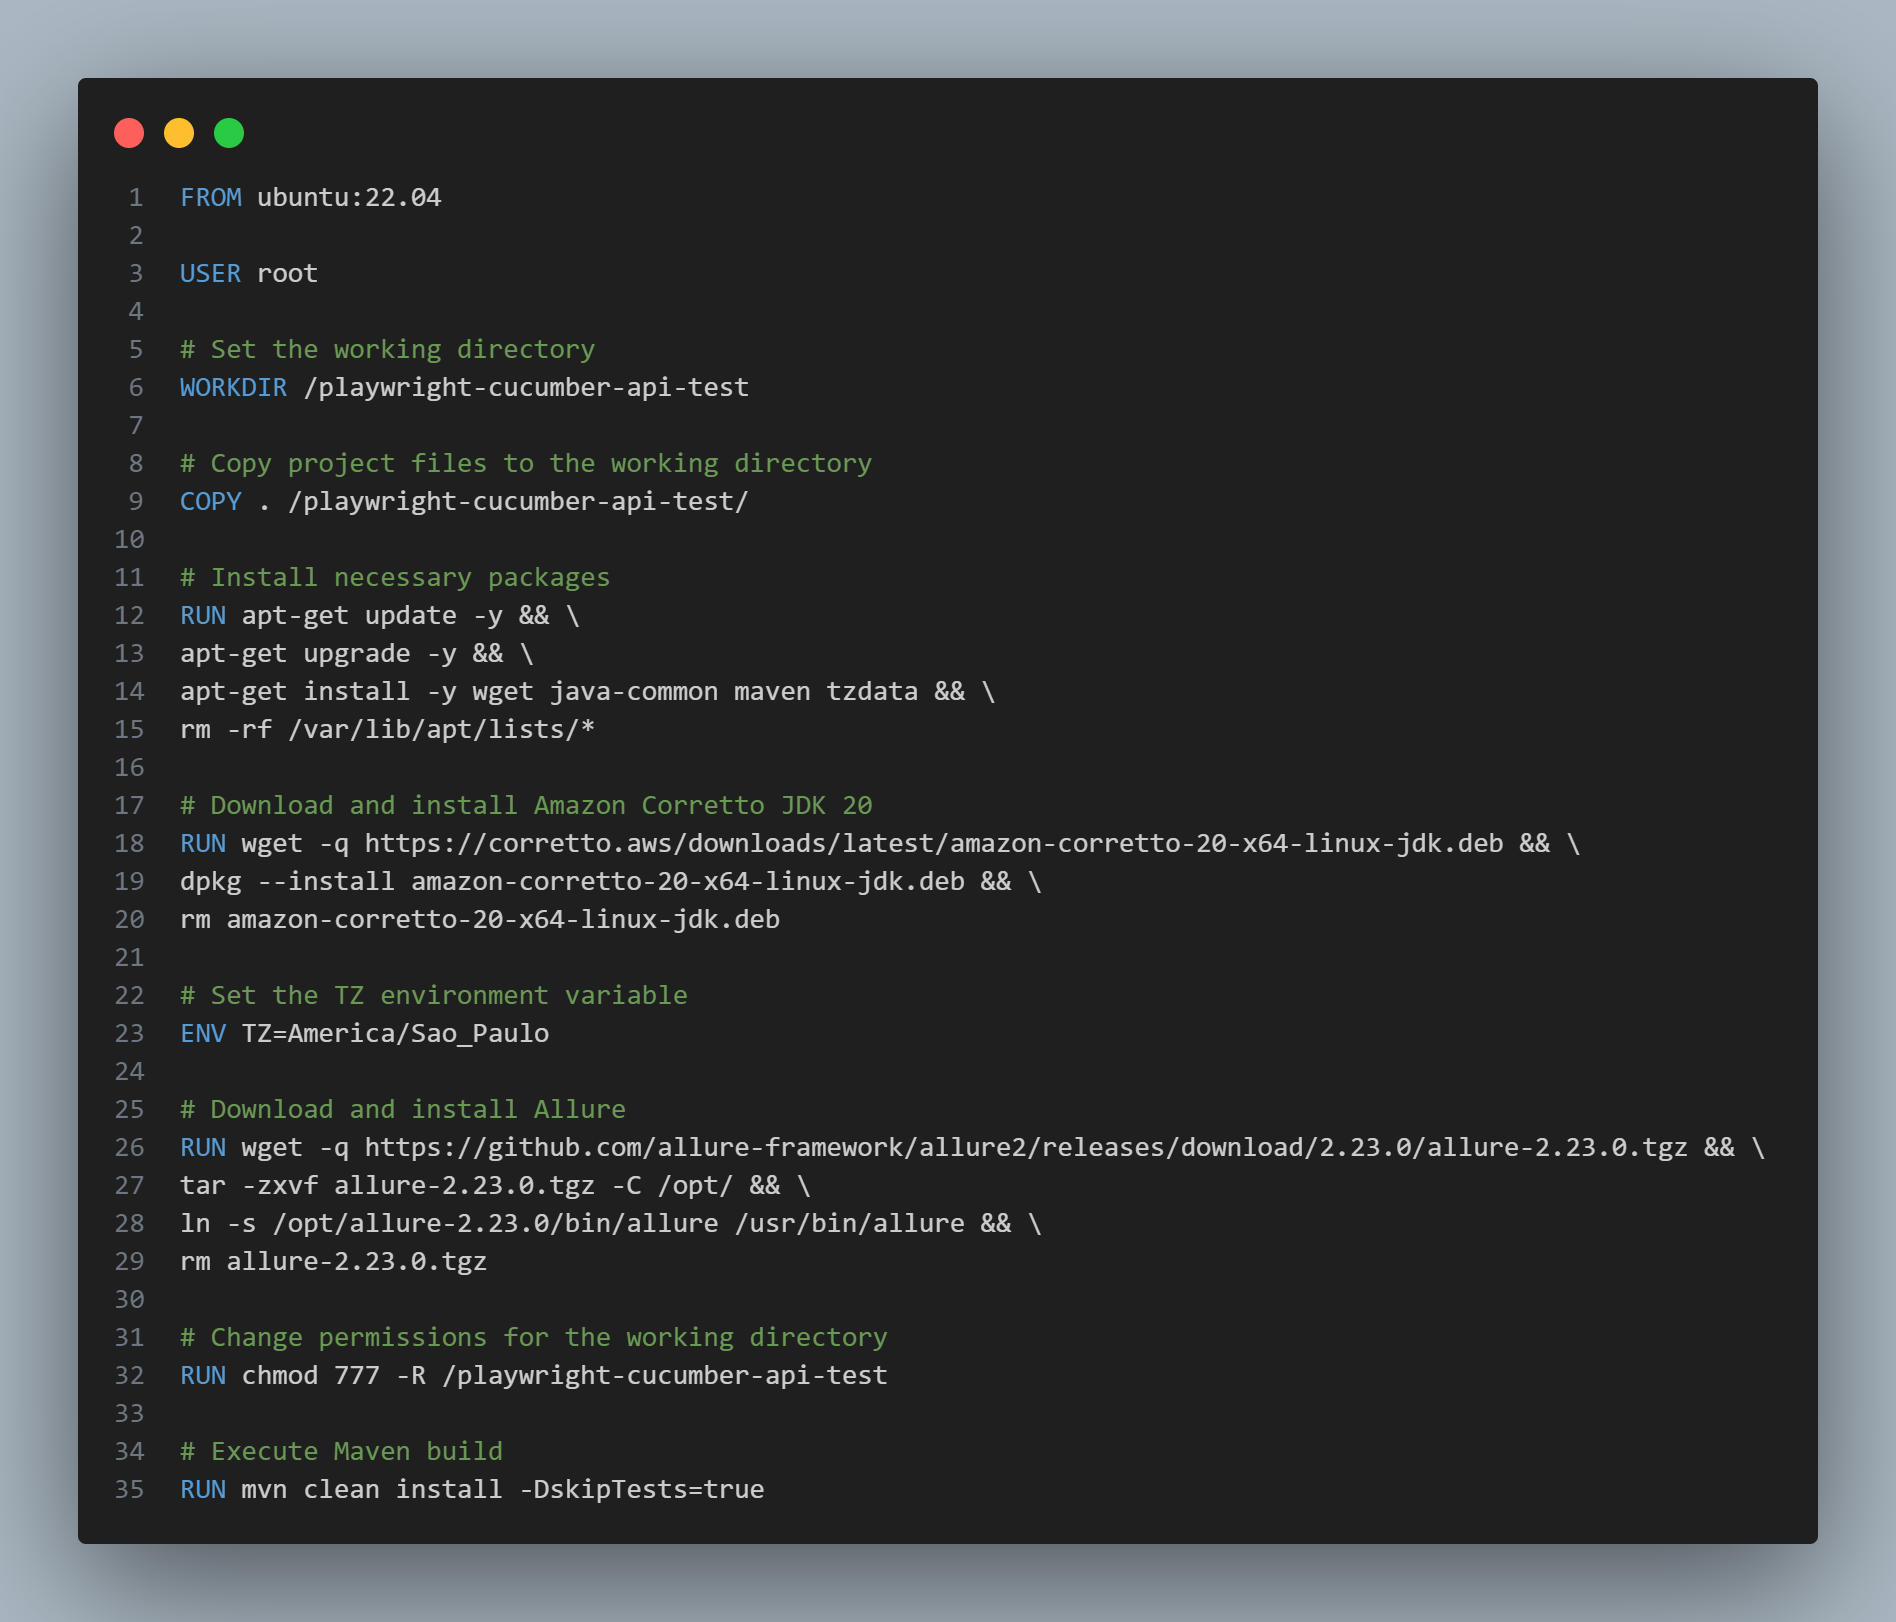 1 FROM ubuntu:22.04
2
3 USER root
4
5 # Set the working directory
6 WORKDIR /playwright-cucumber-api-test
7
8 # Copy project files to the working directory
9 COPY . /playwright-cucumber-api-test/
10
11 # Install necessary packages
12 RUN apt-get update -y && \
13 apt-get upgrade -y && \
14 apt-get install -y wget java-common maven tzdata && \
15 rm -rf /var/lib/apt/lists/*
16
17 # Download and install Amazon Corretto JDK 20
18 RUN wget -q https://corretto.aws/downloads/latest/amazon-corretto-20-x64-linux-jdk.deb && \
19 dpkg --install amazon-corretto-20-x64-linux-jdk.deb && \
20 rm amazon-corretto-20-x64-linux-jdk.deb
21
22 # Set the TZ environment variable
23 ENV TZ=America/Sao_Paulo
24
25 # Download and install Allure
26 RUN wget -q https://github.com/allure-framework/allure2/releases/download/2.23.0/allure-2.23.0.tgz && \
27 tar -zxvf allure-2.23.0.tgz -C /opt/ && \
28 ln -s /opt/allure-2.23.0/bin/allure /usr/bin/allure && \
29 rm allure-2.23.0.tgz
30
31 # Change permissions for the working directory
32 RUN chmod 777 -R /playwright-cucumber-api-test
33
34 # Execute Maven build
35 RUN mvn clean install -DskipTests=true